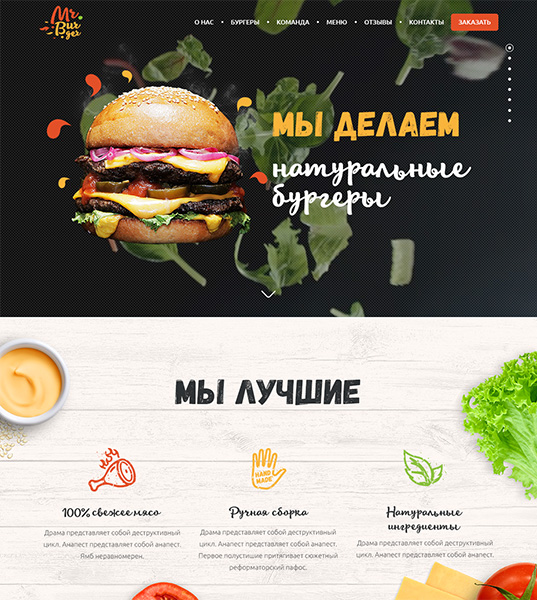 Mr.
Bur
ger
О НАС • БУРГЕРЫ • КОМАНДА • МЕНЮ • ОТЗЫВЫ • КОНТАКТЫ ЗАКАЗАТЬ
МЫ ДЕЛАЕМ
натуральные
бургеры
МЫ ЛУЧШИЕ
HAND
MADE
100% свежее мясо
Драма представляет собой деструктивный
цикл. Анапест представляет собой анапест.
Ямб неравномерен.
Ручная сборка
Драма представляет собой деструктивный
цикл. Анапест представляет собой анапест.
Первое полустишие притягивает сюжетный
реформаторский пафос.
Натуральные
ингредиенты
Драма представляет собой деструктивный
цикл. Анапест представляет собой анапест.